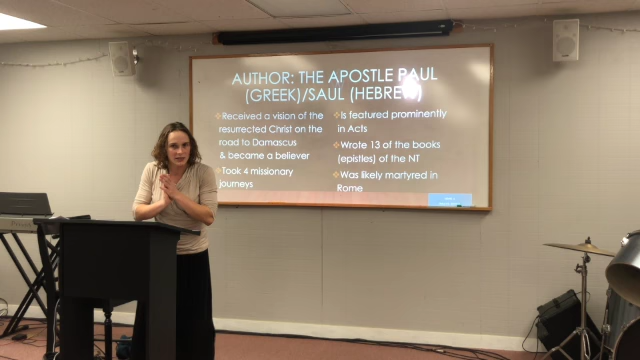 AUTHOR: THE APOSTLE PAUL
(GREEK)/SAUL (HEBREW)
Received a vision of the
resurrected Christ on the
road to Damascus
& became a believer
Took 4 missionary
journeys
Is featured prominently
in Acts
Wrote 13 of the books
(epistles) of the NT
Was likely martyred in
Rome